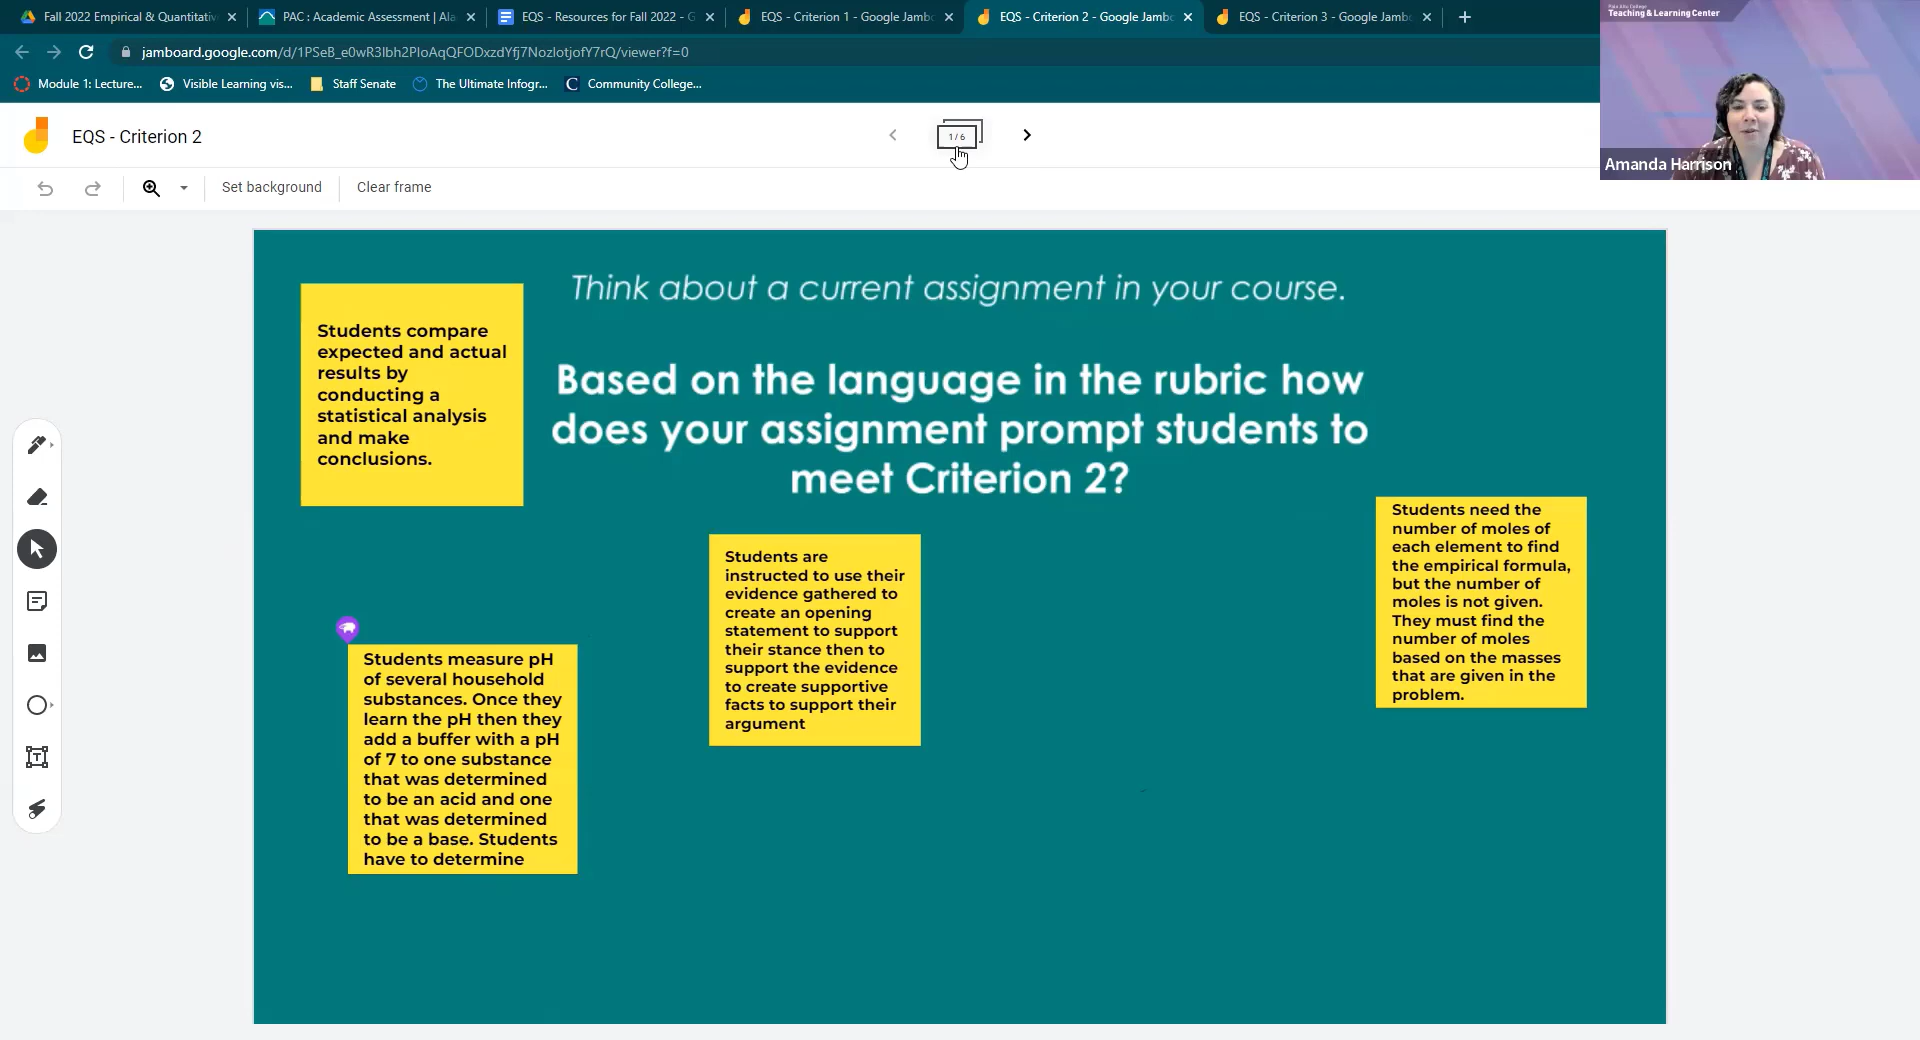 Fall 2022 Empirical & Quantitativ
PAC : Academic Assessment | Ala
EQS - Resources for Fall 2022 - G
EQS - Criterion 1 - Google Jambo
EQS - Criterion 2 - Google Jambo
EQS - Criterion 3 - Google Jambo
jamboard.google.com/d/1PSeB_e0wR3lbh2PIoAqQFODxzdYfj7NozlotjofY7rQ/viewer?f=0
Module 1: Lecture...
Visible Learning vis...
Staff Senate
The Ultimate Infogr...
Community College...
Palo Alto College
Teaching & Learning Center
Amanda Harrison
EQS - Criterion 2
1 / 6
Set background
Clear frame
Think about a current assignment in your course.
Based on the language in the rubric how
does your assignment prompt students to
meet Criterion 2?
Students compare
expected and actual
results by
conducting a
statistical analysis
and make
conclusions.
Students measure pH
of several household
substances. Once they
learn the pH then they
add a buffer with a pH
of 7 to one substance
that was determined
to be an acid and one
that was determined
to be a base. Students
have to determine
Students are
instructed to use their
evidence gathered to
create an opening
statement to support
their stance then to
support the evidence
to create supportive
facts to support their
argument
Students need the
number of moles of
each element to find
the empirical formula,
but the number of
moles is not given.
They must find the
number of moles
based on the masses
that are given in the
problem.